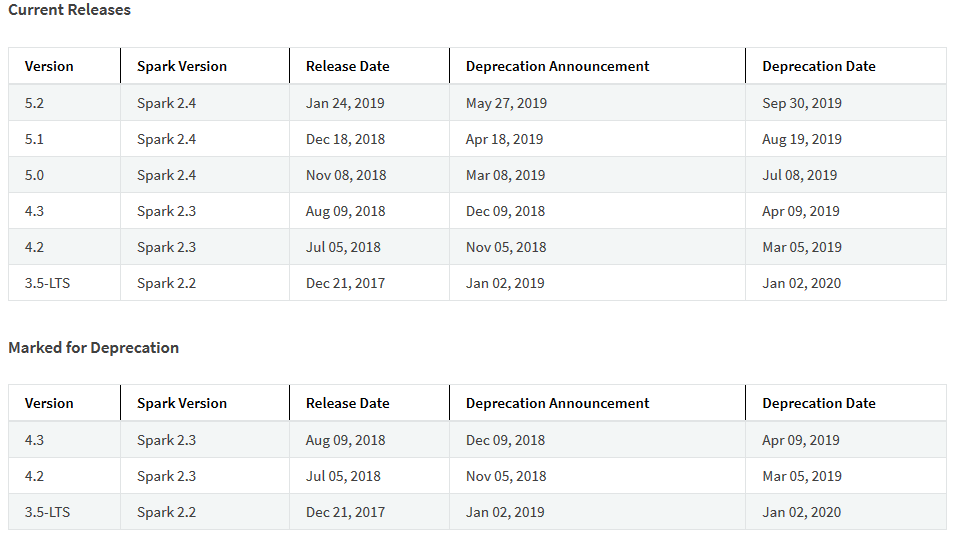 Current Releases
Version Spark Version Release Date Deprecation Announcement Deprecation Date
5.2 Spark 2.4 Jan 24, 2019 May 27, 2019 Sep 30, 2019
5.1 Spark 2.4 Dec 18, 2018 Apr 18, 2019 Aug 19, 2019
5.0 Spark 2.4 Nov 08, 2018 Mar 08, 2019 Jul 08, 2019
4.3 Spark 2.3 Aug 09, 2018 Dec 09, 2018 Apr 09, 2019
4.2 Spark 2.3 Jul 05, 2018 Nov 05, 2018 Mar 05, 2019
3.5-LTS Spark 2.2 Dec 21, 2017 Jan 02, 2019 Jan 02, 2020
Marked for Deprecation
Version Spark Version Release Date Deprecation Announcement Deprecation Date
4.3 Spark 2.3 Aug 09, 2018 Dec 09, 2018 Apr 09, 2019
4.2 Spark 2.3 Jul 05, 2018 Nov 05, 2018 Mar 05, 2019
3.5-LTS Spark 2.2 Dec 21, 2017 Jan 02, 2019 Jan 02, 2020